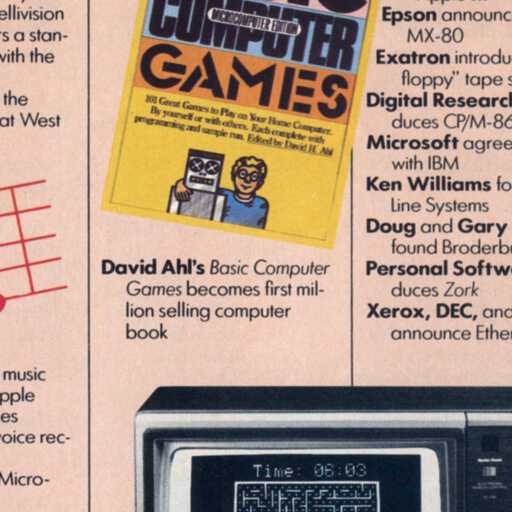 ellivision
s a stan-
with the
the
at West
music
pple
es
voice rec-
Micro-
COMPUTER
MICROCOMPUTER EDITION
GAMES
101 Great Games to Play on Your Home Computer.
By yourself or with others. Each complete with
programming and sample run. Edited by David H. Ahl
David Ahl's Basic Computer
Games becomes first mil-
lion selling computer
book
Time: 06:03
Epson announc
MX-80
Exatron introdu
floppy" tape s
Digital Research
duces CP/M-86
Microsoft agree
with IBM
Ken Williams fo
Line Systems
Doug and Gary
found Broderbu
Personal Softwa
duces Zork
Xerox, DEC, and
announce Ether